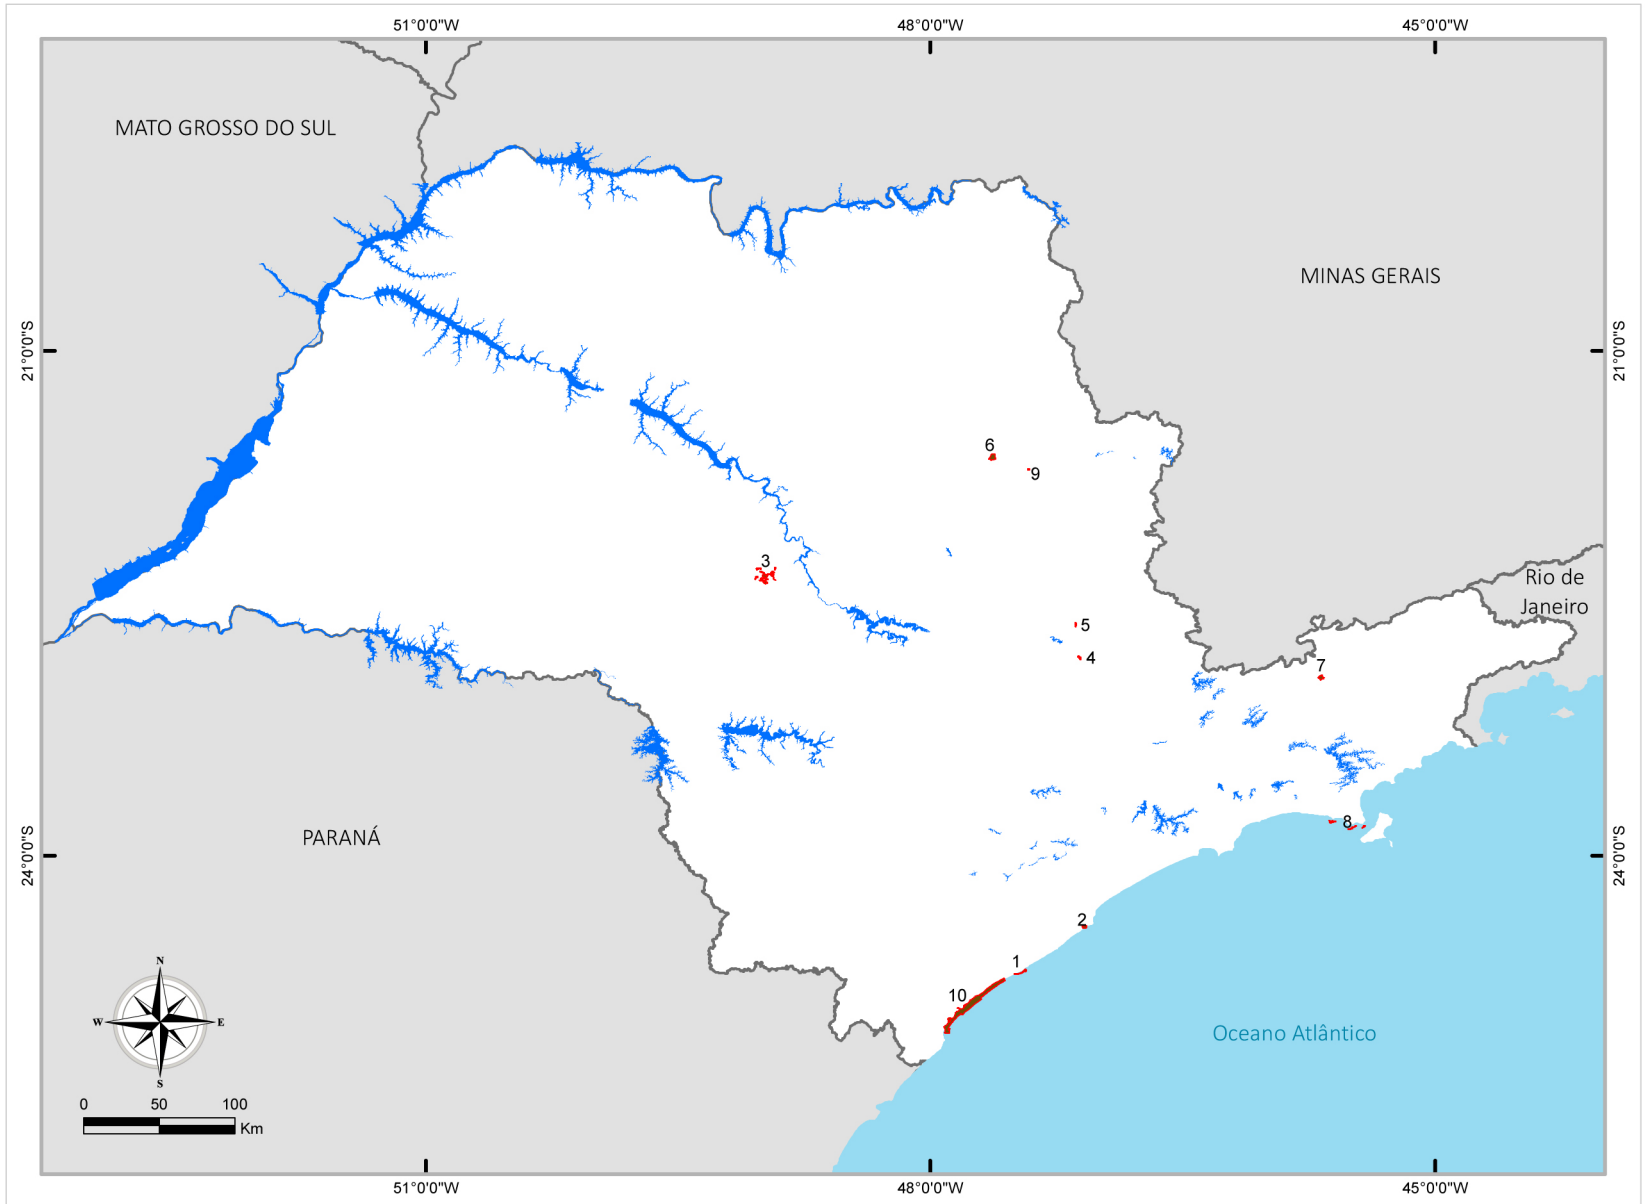 51°0'0"W 48°0'0"W 45°0'0"W
MATO GROSSO DO SUL
MINAS GERAIS
21°0'0"S 21°0'0"S
6
9
3
Rio de
Janeiro
5
4
7
8
PARANÁ
24°0'0"S 24°0'0"S
2
1
10
N
W E
S
Oceano Atlântico
0 50 100
Km
51°0'0"W 48°0'0"W 45°0'0"W